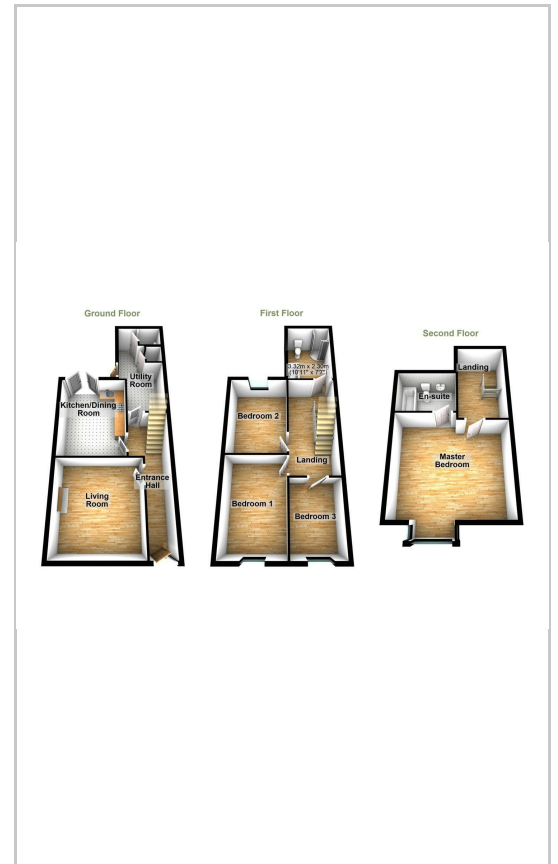 Ground Floor
Utility
Room
Kitchen/Dining
Room
Entrance
Hall
Living
Room
First Floor
3.32m x 2.30m
(10'11" x 7'7")
Bedroom 2
Landing
Bedroom 1
Bedroom 3
Second Floor
Landing
En-suite
Master
Bedroom